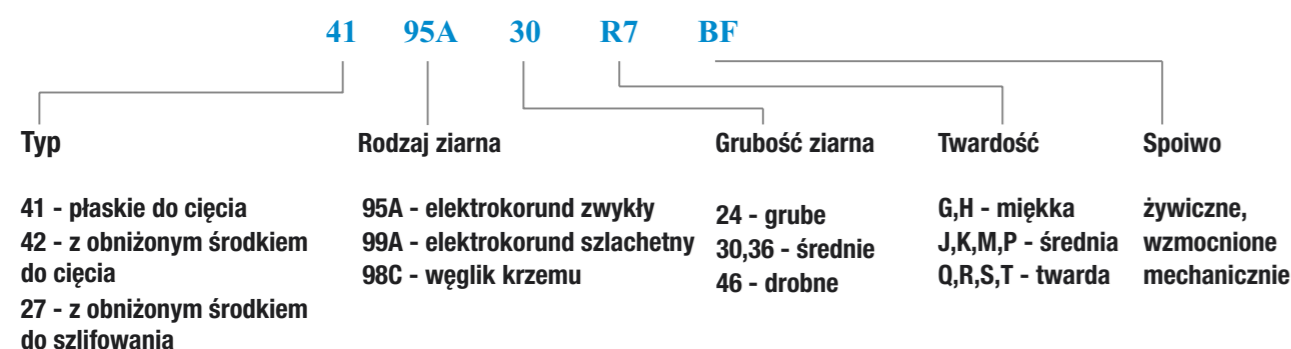 41 95A 30 R7 BF
Typ
Rodzaj ziarna
Grubość ziarna
Twardość
Spoiwo
41 - płaskie do cięcia
42 - z obniżonym środkiem
do cięcia
27 - z obniżonym środkiem
do szlifowania
95A - elektrokorund zwykły
99A - elektrokorund szlachetny
98C - węglik krzemu
24 - grube
30,36 - średnie
46 - drobne
G,H - miękka
J,K,M,P - średnia
Q,R,S,T - twarda
żywiczne,
wzmocnione
mechanicznie